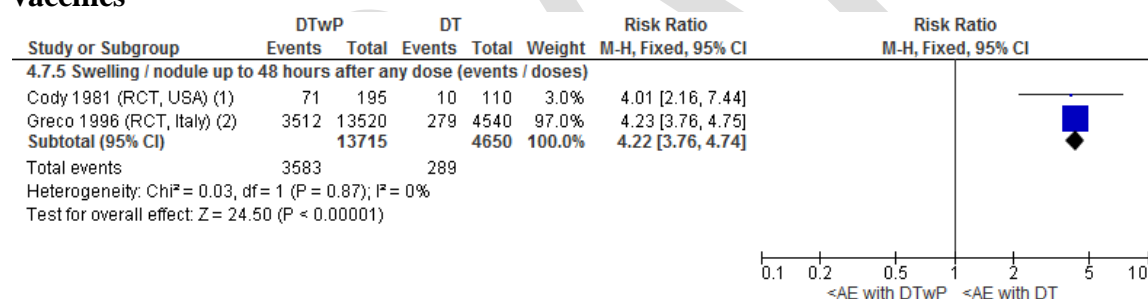 vaccines
DTwP DT Risk Ratio Risk Ratio
Study or Subgroup Events Total Events Total Weight M-H, Fixed, 95% CI M-H, Fixed, 95% CI
4.7.5 Swelling / nodule up to 48 hours after any dose (events / doses)
Cody 1981 (RCT, USA) (1) 71 195 10 110 3.0% 4.01 [2.16, 7.44]
Greco 1996 (RCT, Italy) (2) 3512 13520 279 4540 97.0% 4.23 [3.76, 4.75]
Subtotal (95% CI) 13715 4650 100.0% 4.22 [3.76, 4.74]
Total events 3583 289
Heterogeneity: Chi² = 0.03, df = 1 (P = 0.87); I² = 0%
Test for overall effect: Z = 24.50 (P < 0.00001)
0.1 0.2 0.5 1 2 5 10
<AE with DTwP <AE with DT